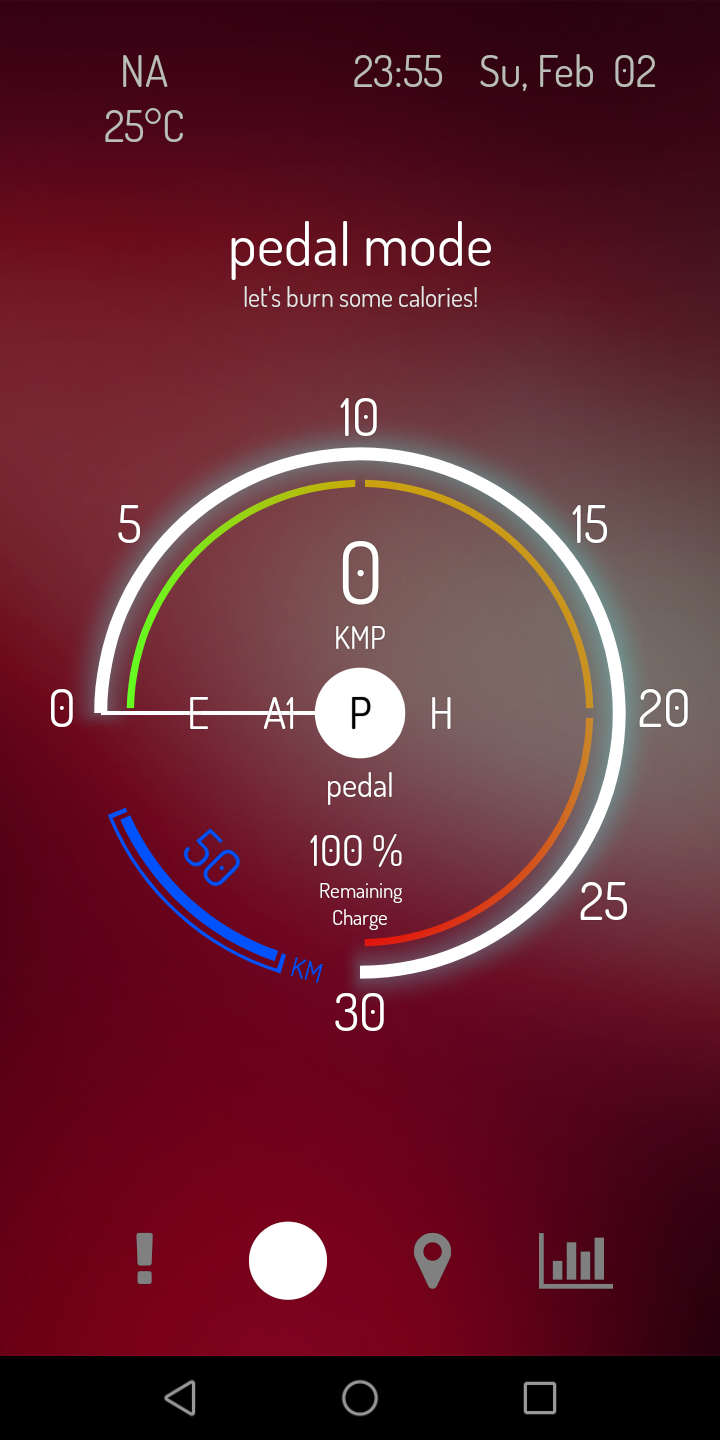 NA 23:55 Su, Feb 02
25°C
pedal mode
let's burn some calories!
10
5 15
0
KMP
0 E A1 P H 20
pedal
50 100 %
Remaining
Charge 25
KM
30